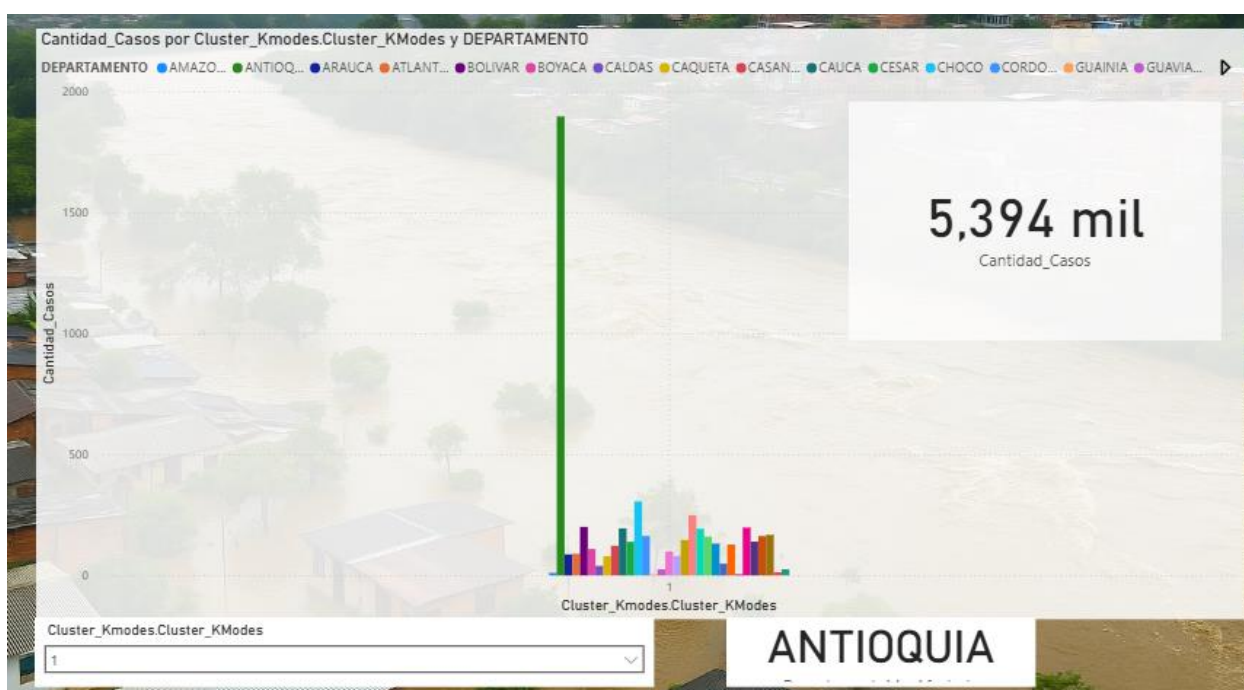 Cantidad_Casos por Cluster_Kmodes.Cluster_KModes y DEPARTAMENTO
DEPARTAMENTO AMAZO... ANTIOQ... ARAUCA ATLANT... BOLIVAR BOYACA CALDAS CAQUETA CASAN... CAUCA CESAR CHOCO CORDO... GUAINIA GUAVIA...
2000
1500
1000
500
0
Cantidad_Casos
1
Cluster_Kmodes.Cluster_KModes
5,394 mil
Cantidad_Casos
Cluster_Kmodes.Cluster_KModes
1
ANTIOQUIA